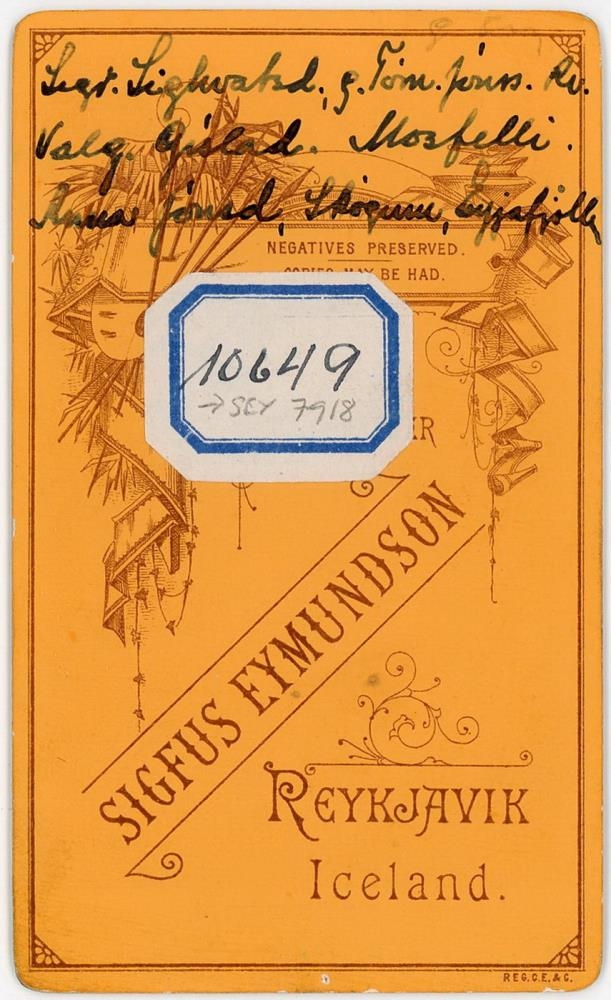 Sigr. Sighvatsd. g. Tóm. Jónss. Rv.
Valg. Gíslad. Mosfelli.
Anna Jónsd, Skógum, Eyjafjöllu
NEGATIVES PRESERVED.
COPIES MAY BE HAD.
10649
→ SEY 7918
SIGFUS EYMUNDSON
REYKJAVIK
Iceland.
REG.C.E.& C.